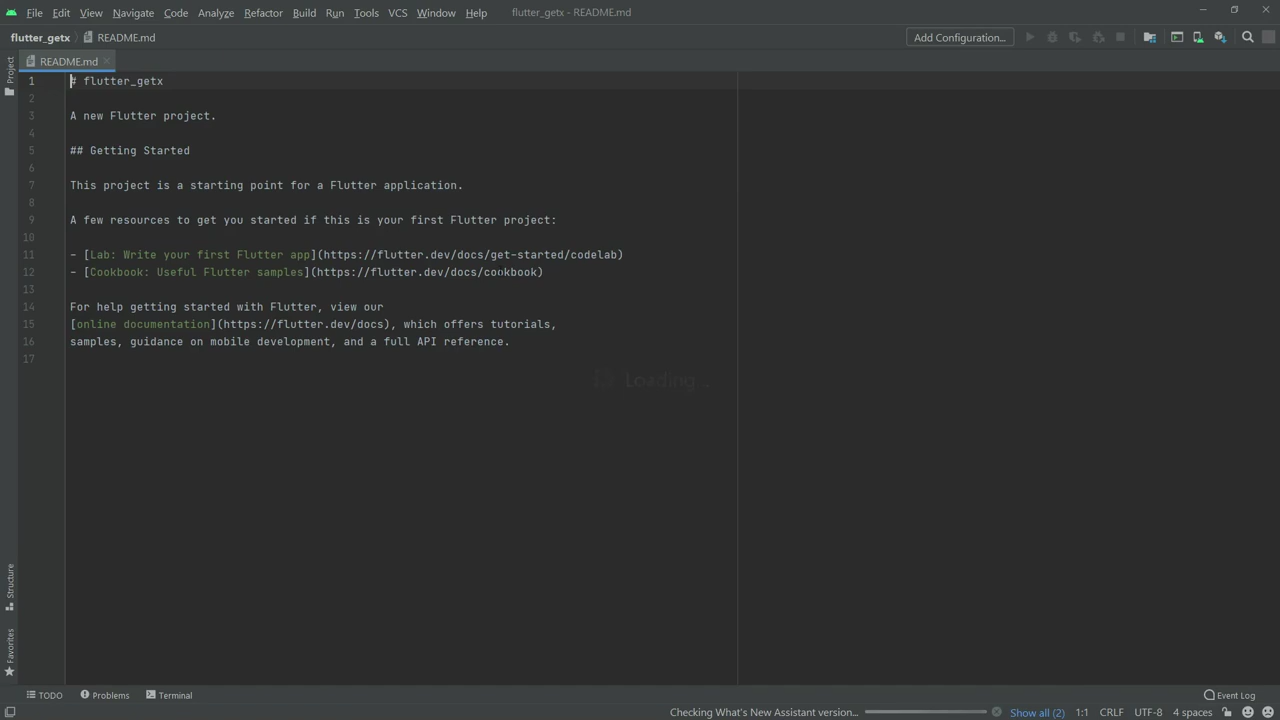 File Edit View Navigate Code Analyze Refactor Build Run Tools VCS Window Help flutter_getx - README.md
flutter_getx README.md Add Configuration...
Project
README.md
1 # flutter_getx
2
3 A new Flutter project.
4
5 ## Getting Started
6
7 This project is a starting point for a Flutter application.
8
9 A few resources to get you started if this is your first Flutter project:
10
11 - [Lab: Write your first Flutter app](https://flutter.dev/docs/get-started/codelab)
12 - [Cookbook: Useful Flutter samples](https://flutter.dev/docs/cookbook)
13
14 For help getting started with Flutter, view our
15 [online documentation](https://flutter.dev/docs), which offers tutorials,
16 samples, guidance on mobile development, and a full API reference.
17
Loading .
Structure
Favorites
TODO Problems Terminal Event Log
Checking What's New Assistant version... Show all (2) 1:1 CRLF UTF-8 4 spaces